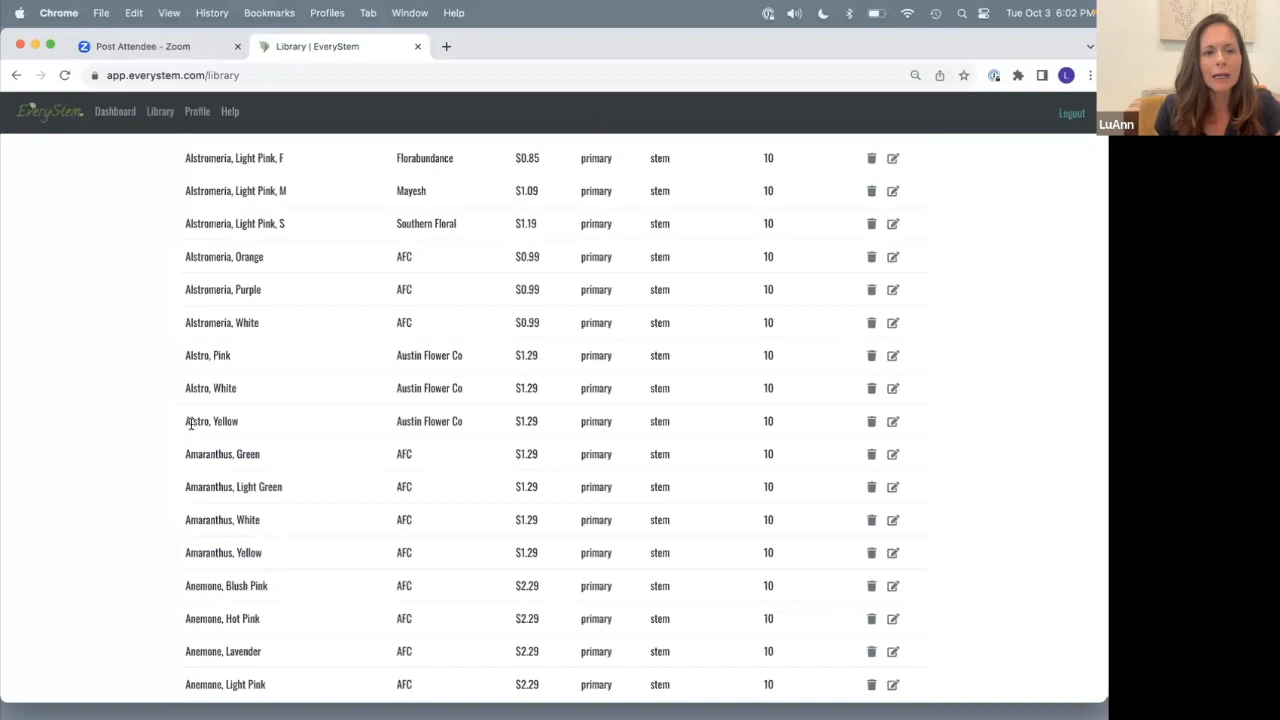 Chrome File Edit View History Bookmarks Profiles Tab Window Help Tue Oct 3 6:02 PM
Post Attendee - Zoom Library | EveryStem
app.everystem.com/library L
EveryStem Dashboard Library Profile Help Logout
LuAnn
Alstromeria, Light Pink, F Florabundance $0.85 primary stem 10
Alstromeria, Light Pink, M Mayesh $1.09 primary stem 10
Alstromeria, Light Pink, S Southern Floral $1.19 primary stem 10
Alstromeria, Orange AFC $0.99 primary stem 10
Alstromeria, Purple AFC $0.99 primary stem 10
Alstromeria, White AFC $0.99 primary stem 10
Alstro, Pink Austin Flower Co $1.29 primary stem 10
Alstro, White Austin Flower Co $1.29 primary stem 10
Alstro, Yellow Austin Flower Co $1.29 primary stem 10
Amaranthus, Green AFC $1.29 primary stem 10
Amaranthus, Light Green AFC $1.29 primary stem 10
Amaranthus, White AFC $1.29 primary stem 10
Amaranthus, Yellow AFC $1.29 primary stem 10
Anemone, Blush Pink AFC $2.29 primary stem 10
Anemone, Hot Pink AFC $2.29 primary stem 10
Anemone, Lavender AFC $2.29 primary stem 10
Anemone, Light Pink AFC $2.29 primary stem 10